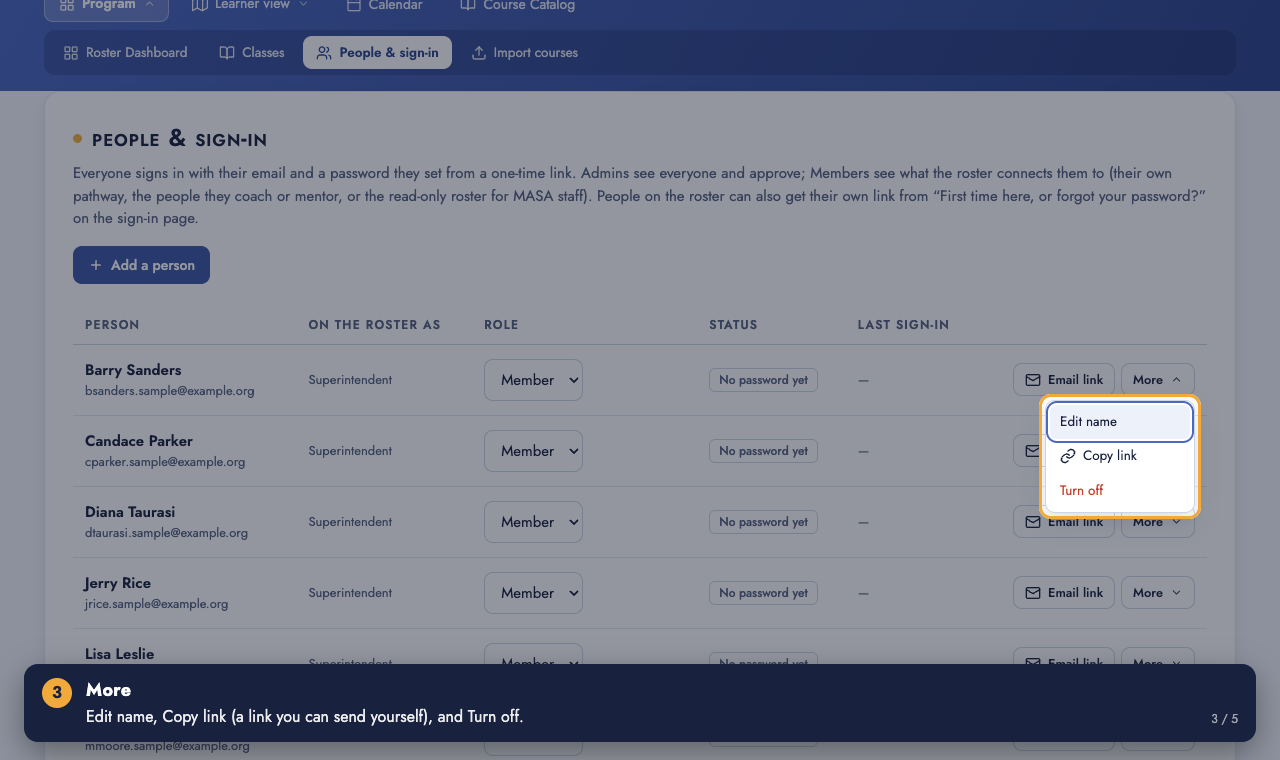 Program
Learner view
Calendar
Course Catalog
Roster Dashboard
Classes
People & sign-in
Import courses
PEOPLE & SIGN-IN
Everyone signs in with their email and a password they set from a one-time link. Admins see everyone and approve; Members see what the roster connects them to (their own
pathway, the people they coach or mentor, or the read-only roster for MASA staff). People on the roster can also get their own link from “First time here, or forgot your password?”
on the sign-in page.
+ Add a person
PERSON ON THE ROSTER AS ROLE STATUS LAST SIGN-IN
Barry Sanders
bsanders.sample@example.org
Superintendent
Member
No password yet
—
Email link
More
Edit name
Copy link
Turn off
Candace Parker
cparker.sample@example.org
Superintendent
Member
No password yet
—
Diana Taurasi
dtaurasi.sample@example.org
Superintendent
Member
No password yet
—
Email link
More
Jerry Rice
jrice.sample@example.org
Superintendent
Member
No password yet
—
Email link
More
Lisa Leslie
Superintendent
Member
No password yet
Email link
More
3
More
Edit name, Copy link (a link you can send yourself), and Turn off.
3 / 5
mmoore.sample@example.org